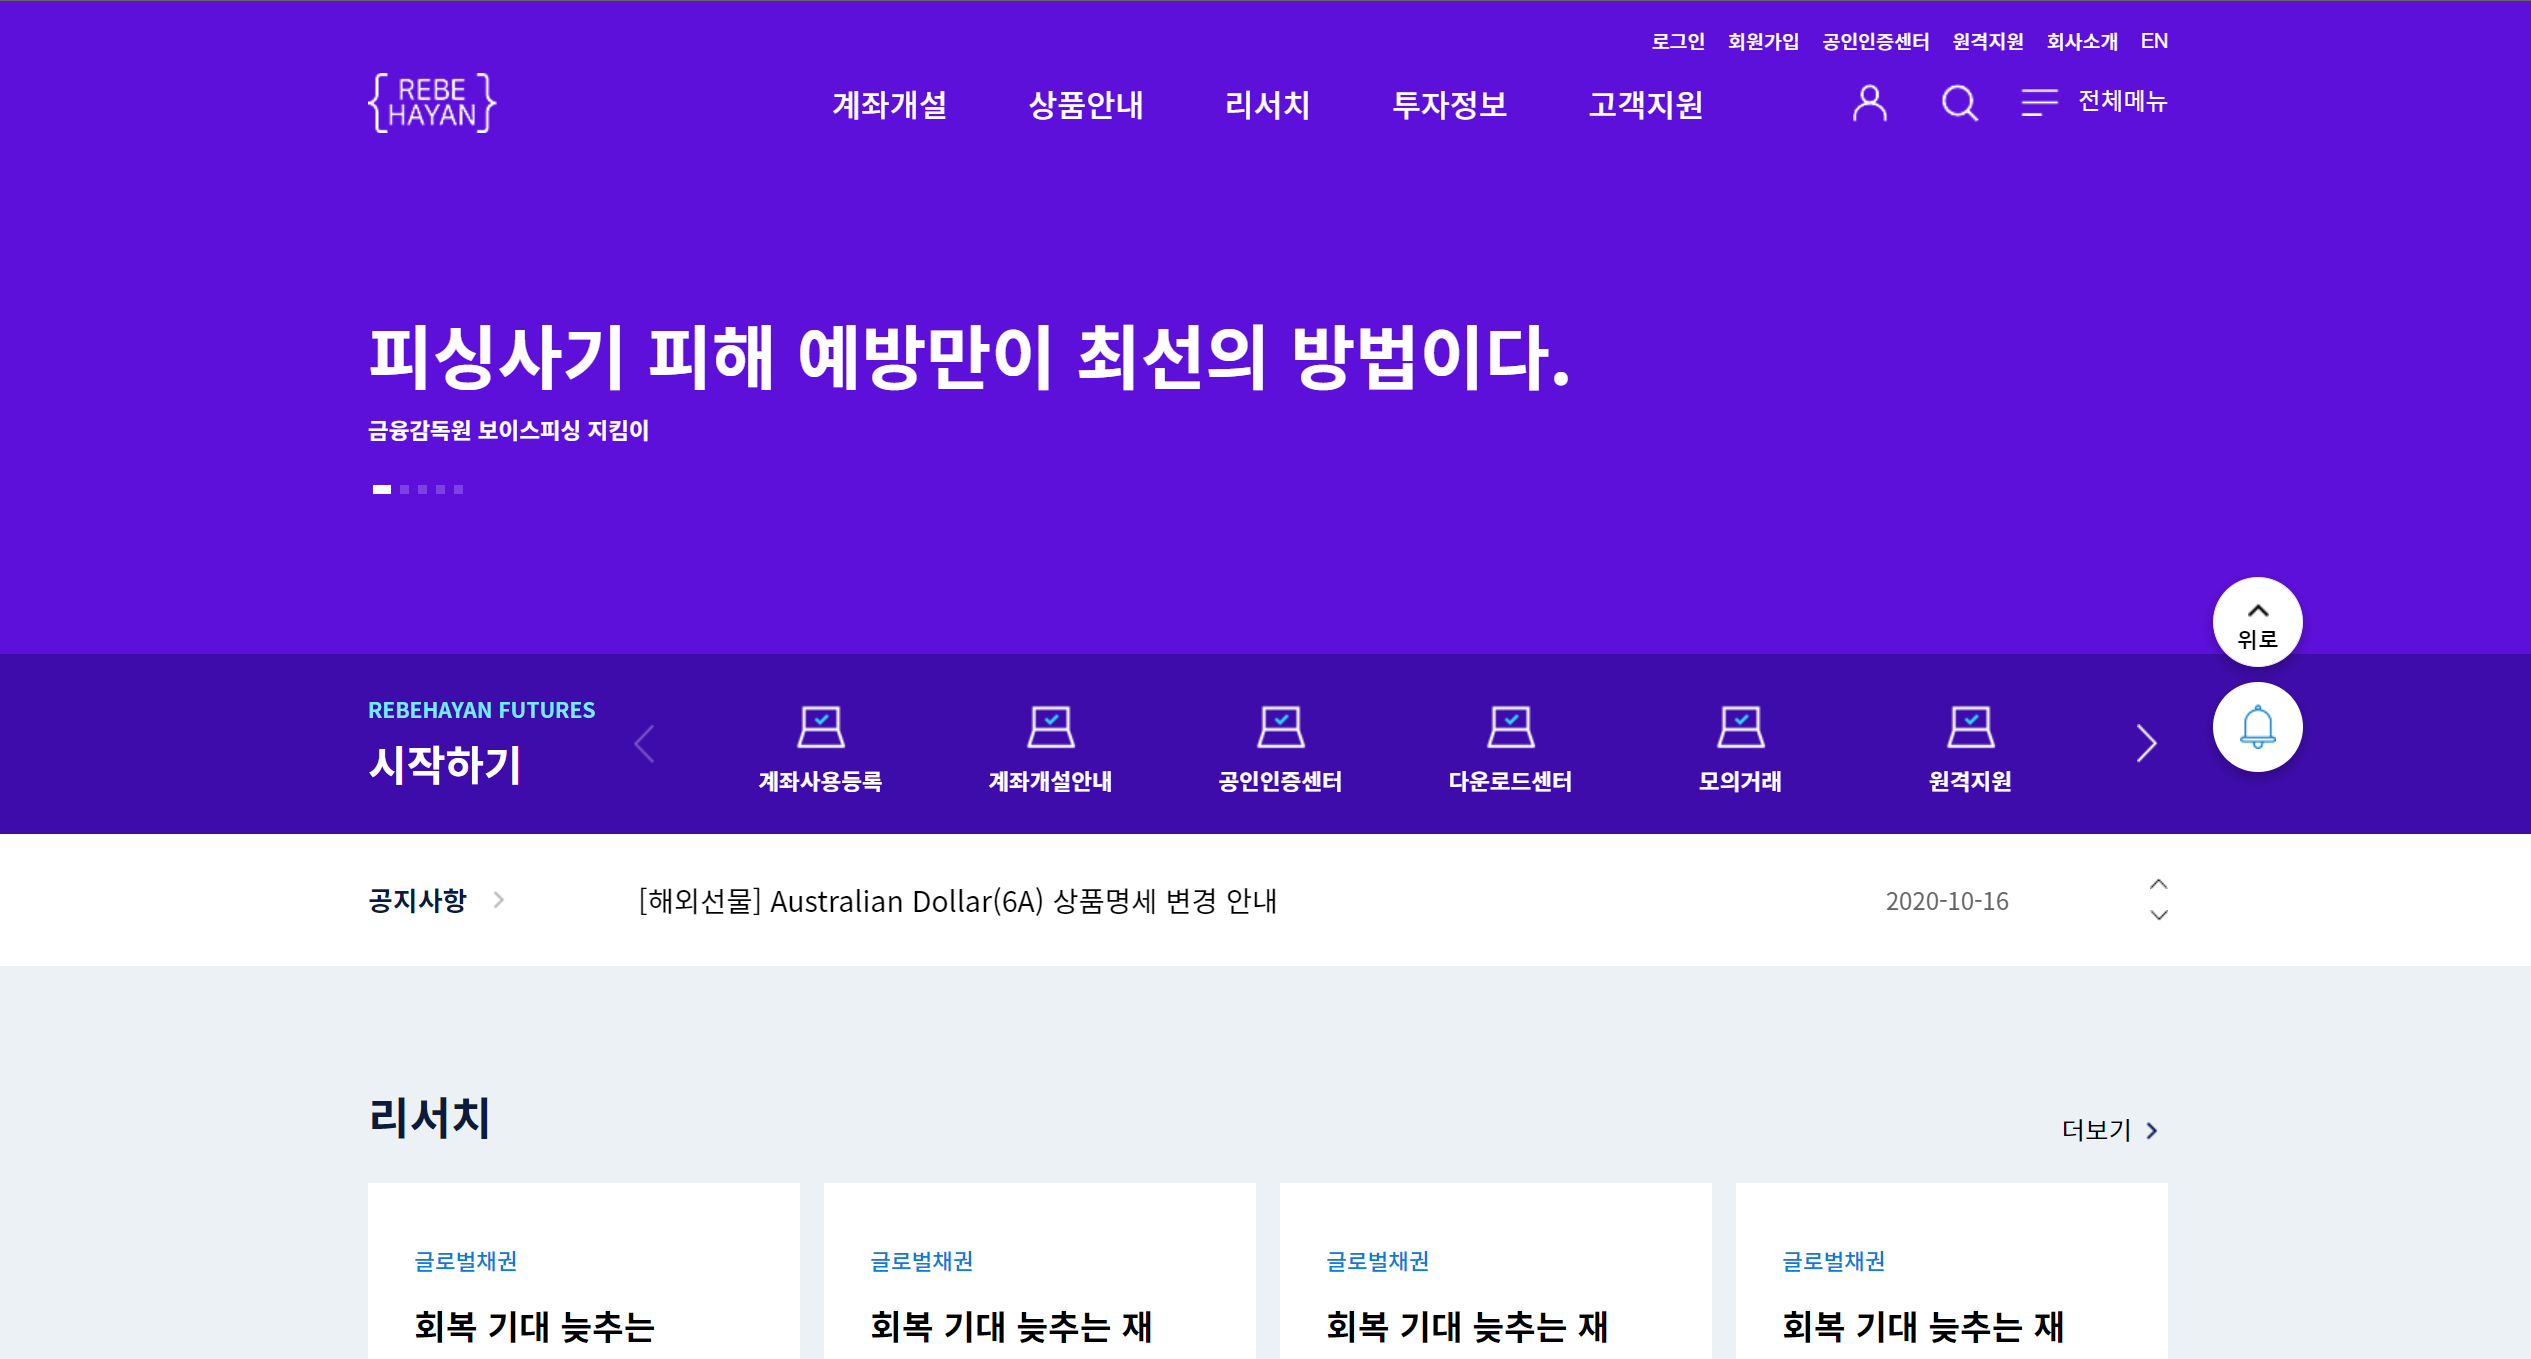 로그인 회원가입 공인인증센터 원격지원 회사소개 EN
REBE
HAYAN
계좌개설 상품안내 리서치 투자정보 고객지원 전체메뉴
피싱사기 피해 예방만이 최선의 방법이다.
금융감독원 보이스피싱 지킴이
위로
REBEHAYAN FUTURES
시작하기
계좌사용등록 계좌개설안내 공인인증센터 다운로드센터 모의거래 원격지원
공지사항 [해외선물] Australian Dollar(6A) 상품명세 변경 안내 2020-10-16
리서치
더보기
글로벌채권 글로벌채권 글로벌채권 글로벌채권
회복 기대 늦추는 회복 기대 늦추는 재 회복 기대 늦추는 재 회복 기대 늦추는 재